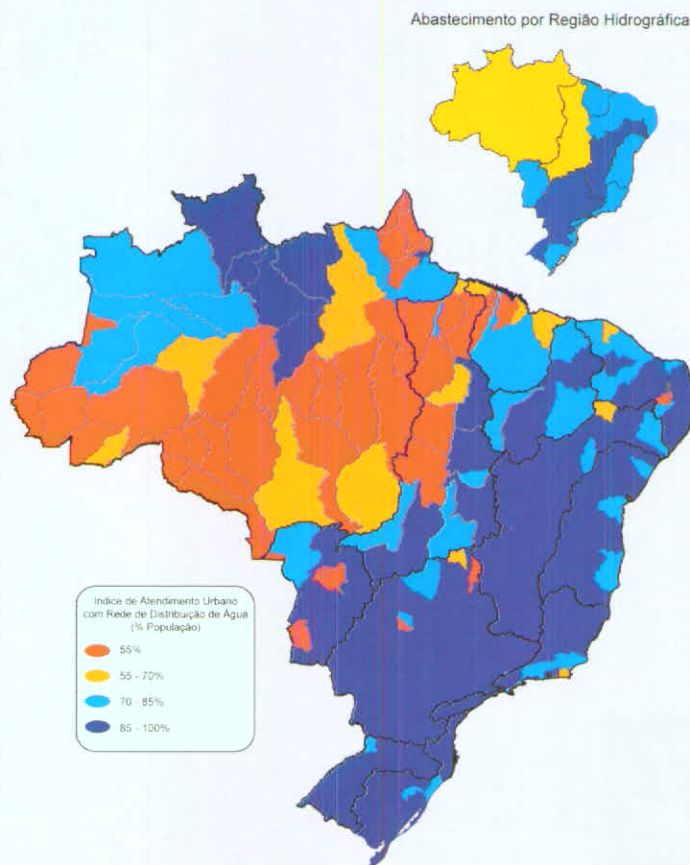 Abastecimento por Região Hidrográfica
Indice de Atendimento Urbano
com Rede de Distribuição de Água
(% População)
55%
55 - 70%
70 - 85%
85 - 100%